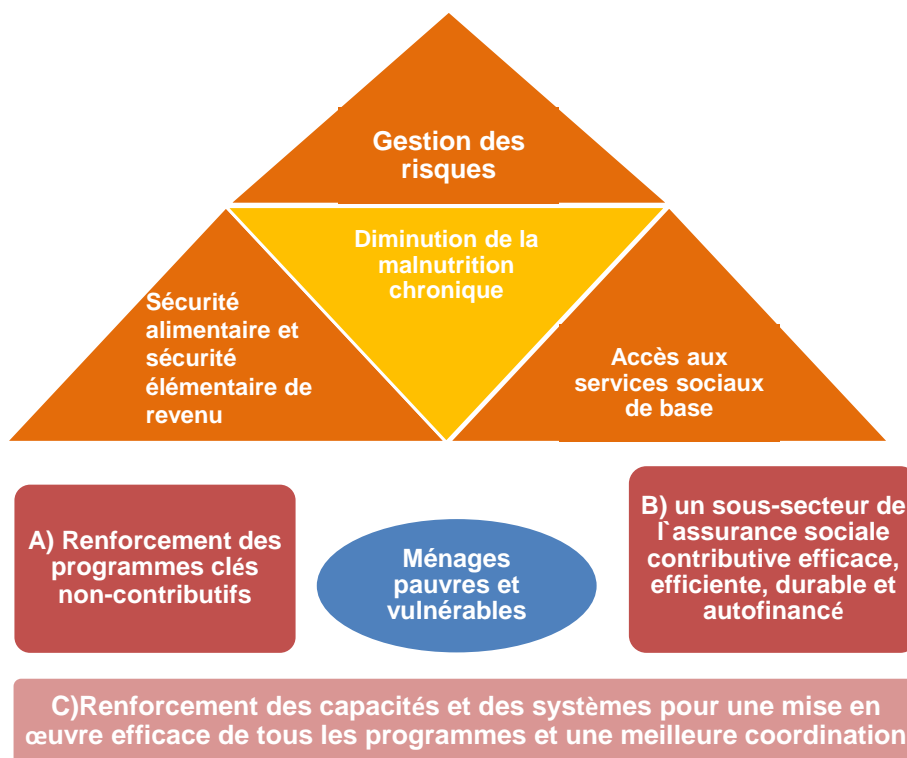 Gestion des
risques
Diminution de la
malnutrition
chronique
Sécurité
alimentaire et
sécurité
élémentaire de
revenu
Accès aux
services sociaux
de base
A) Renforcement des
programmes clés
non-contributifs
Ménages
pauvres et
vulnérables
B) un sous-secteur de
l`assurance sociale
contributive efficace,
efficiente, durable et
autofinancé
C)Renforcement des capacités et des systèmes pour une mise en
œuvre efficace de tous les programmes et une meilleure coordination